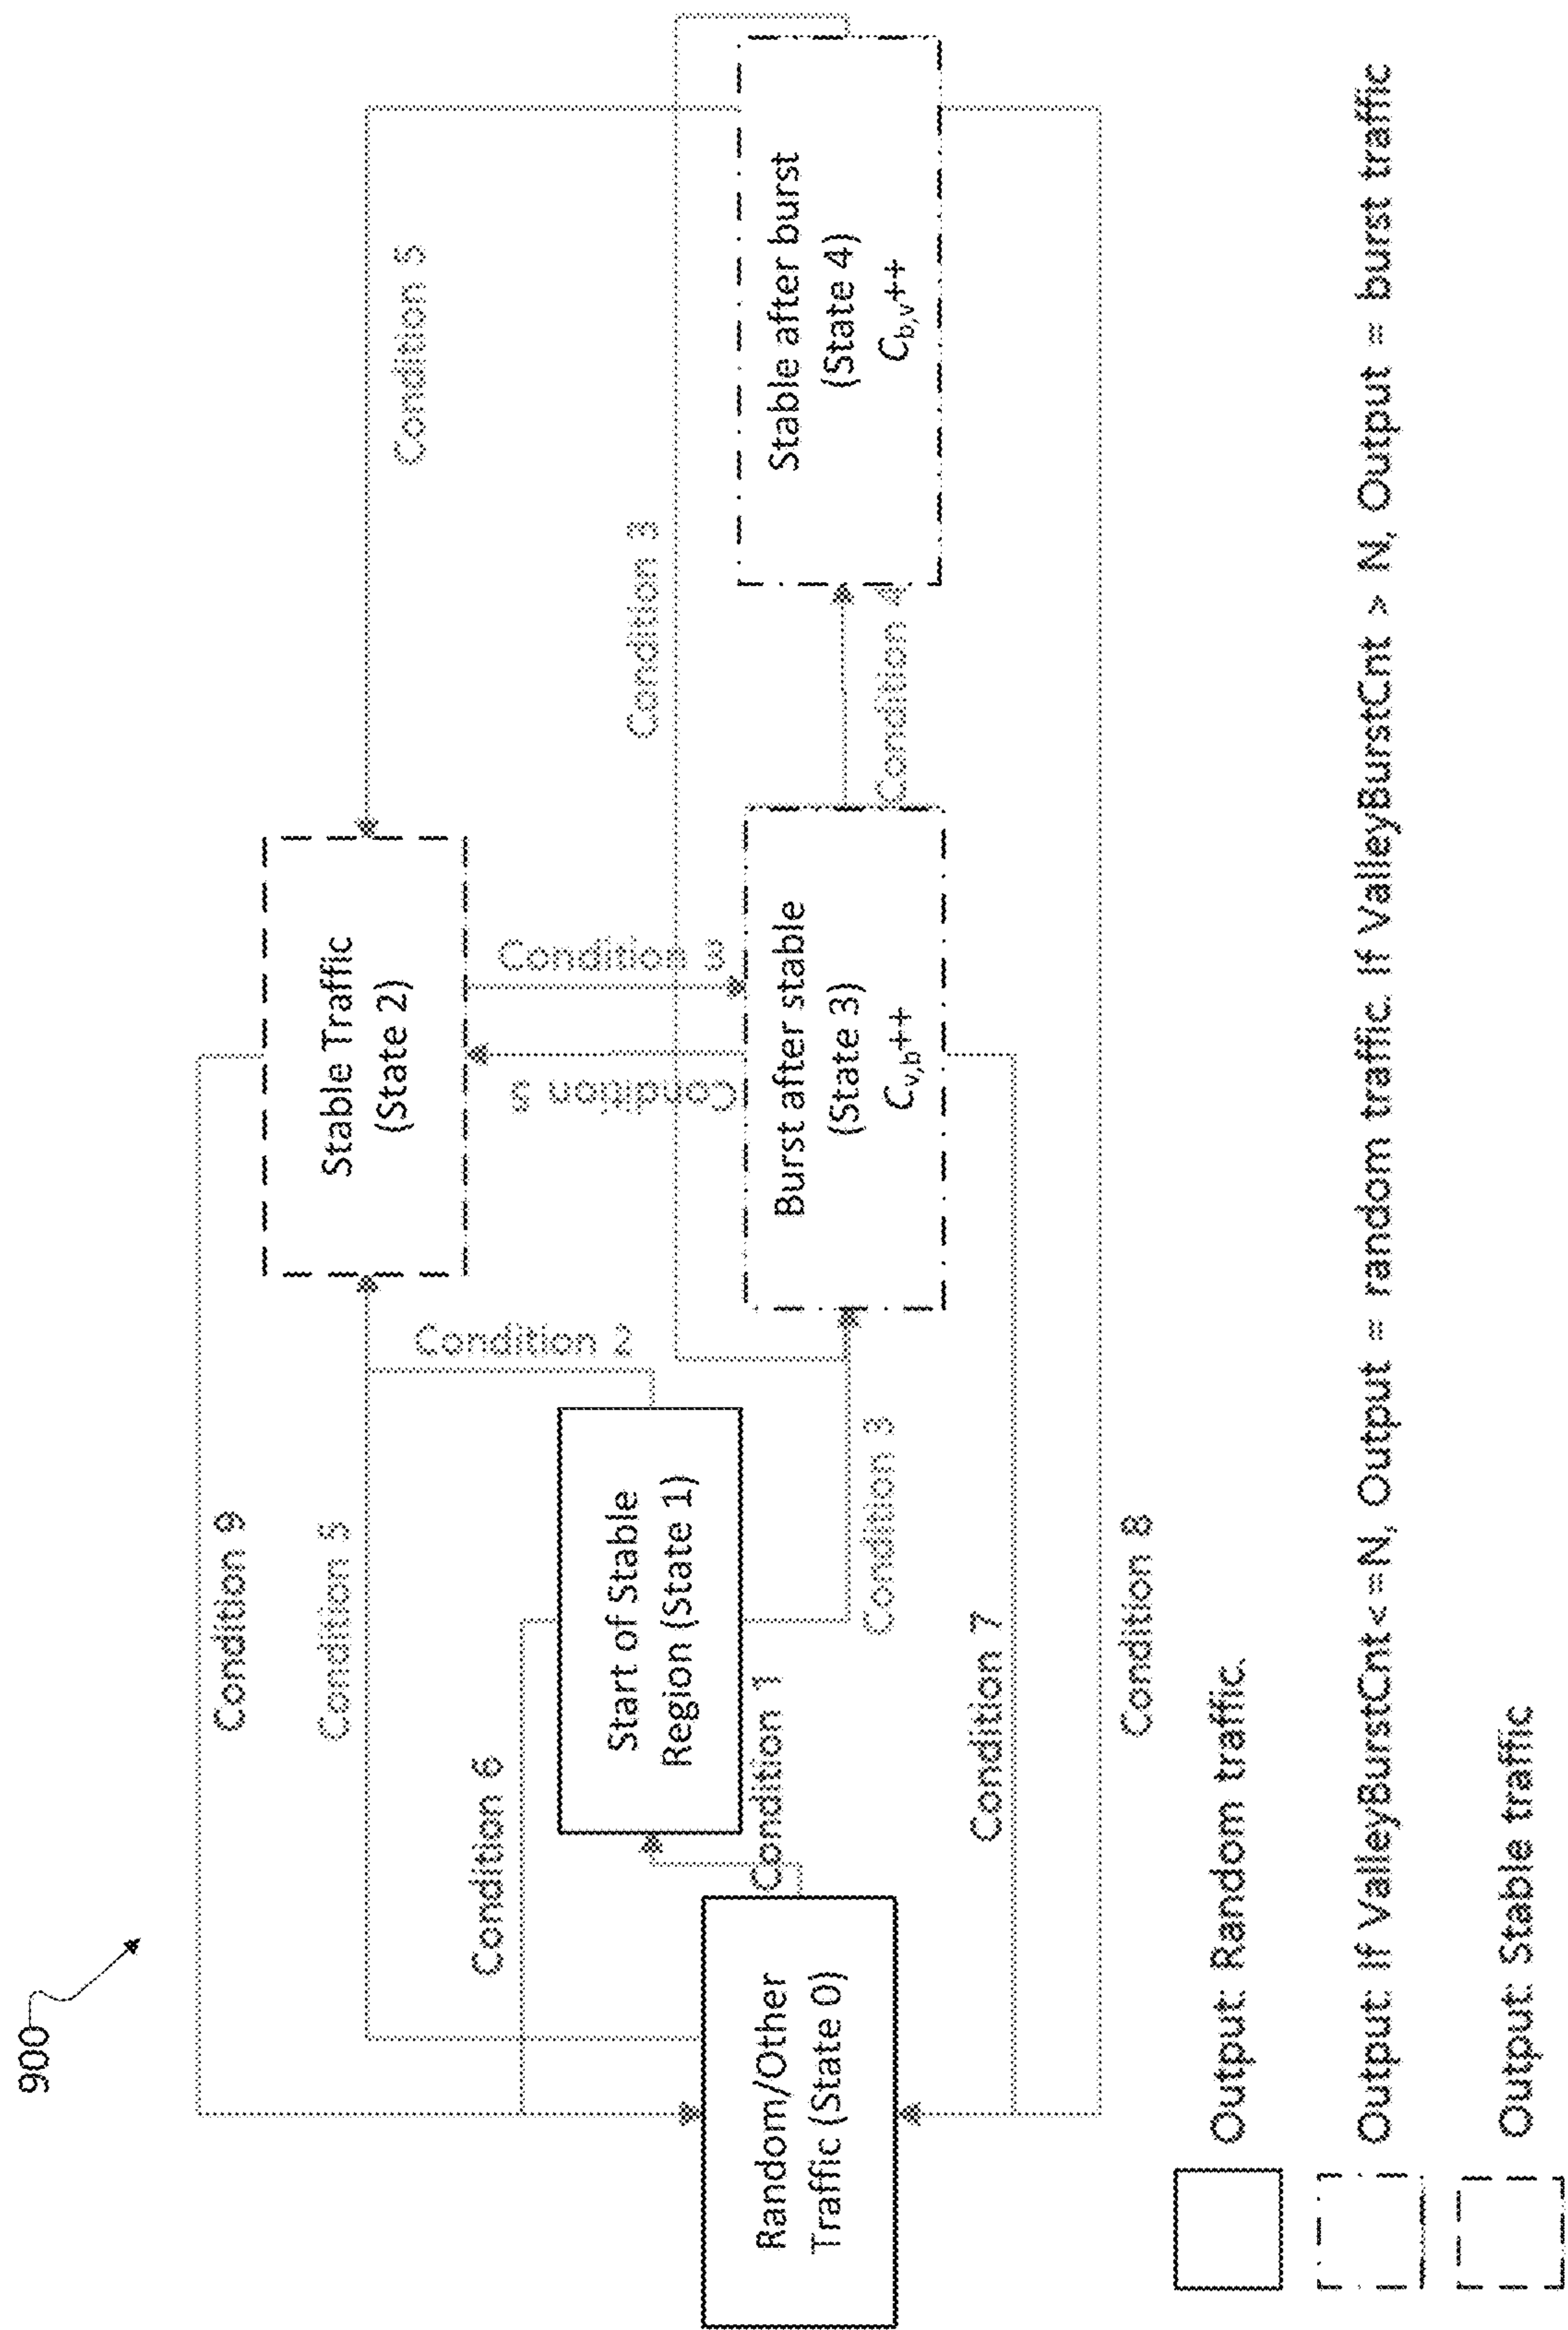 900
Condition 9
Condition 5
Condition 5
Stable Traffic
(State 2)
Condition 6
Condition 2
Condition 3
Condition 5
Condition 3
Start of Stable
Region (State 1)
Condition 1
Condition 3
Random/Other
Traffic (State 0)
Burst after stable
(State 3)
Cv,b++
Condition 4
Stable after burst
(State 4)
Cb,v++
Condition 7
Condition 8
Output: Random traffic.
Output: If ValleyBurstCnt<=N, Output = random traffic. If ValleyBurstCnt > N, Output = burst traffic
Output: Stable traffic